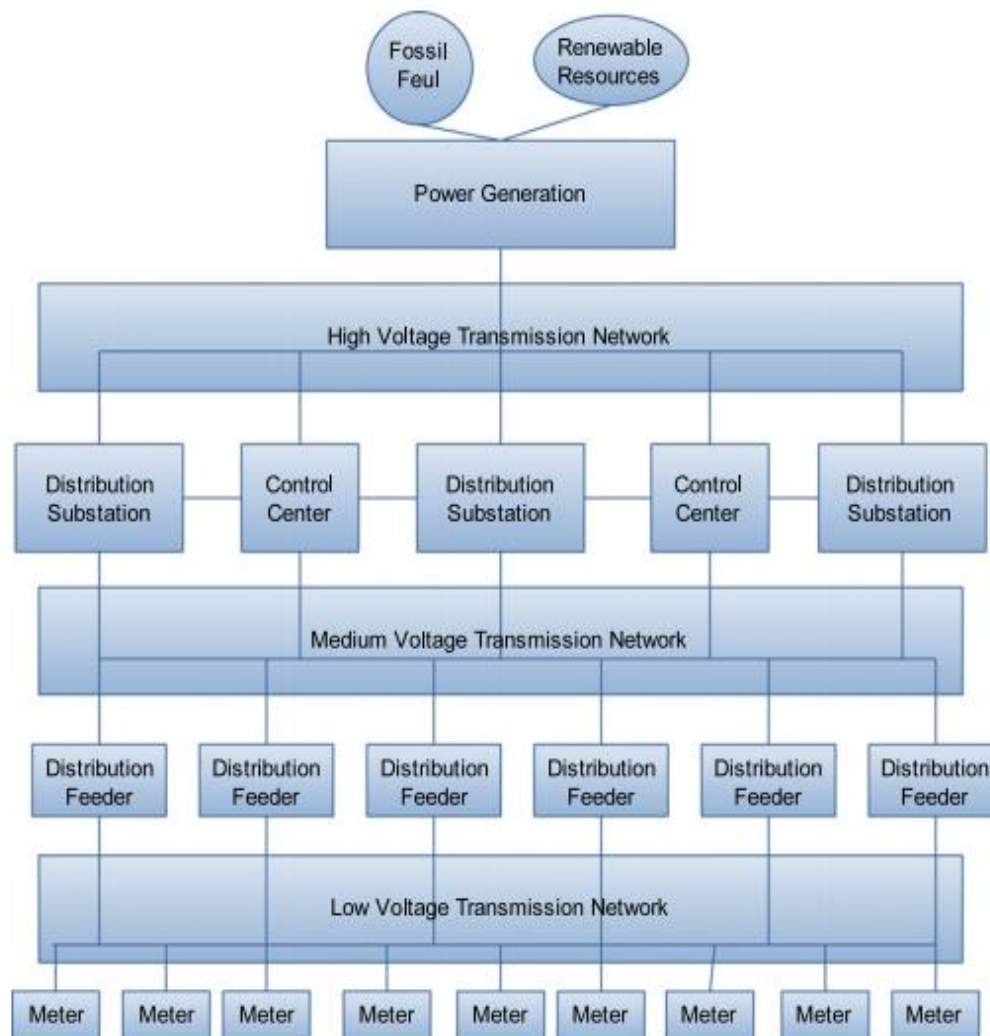 Fossil
Feul
Renewable
Resources
Power Generation
High Voltage Transmission Network
Distribution
Substation
Control
Center
Distribution
Substation
Control
Center
Distribution
Substation
Medium Voltage Transmission Network
Distribution
Feeder
Distribution
Feeder
Distribution
Feeder
Distribution
Feeder
Distribution
Feeder
Distribution
Feeder
Low Voltage Transmission Network
Meter
Meter
Meter
Meter
Meter
Meter
Meter
Meter
Meter